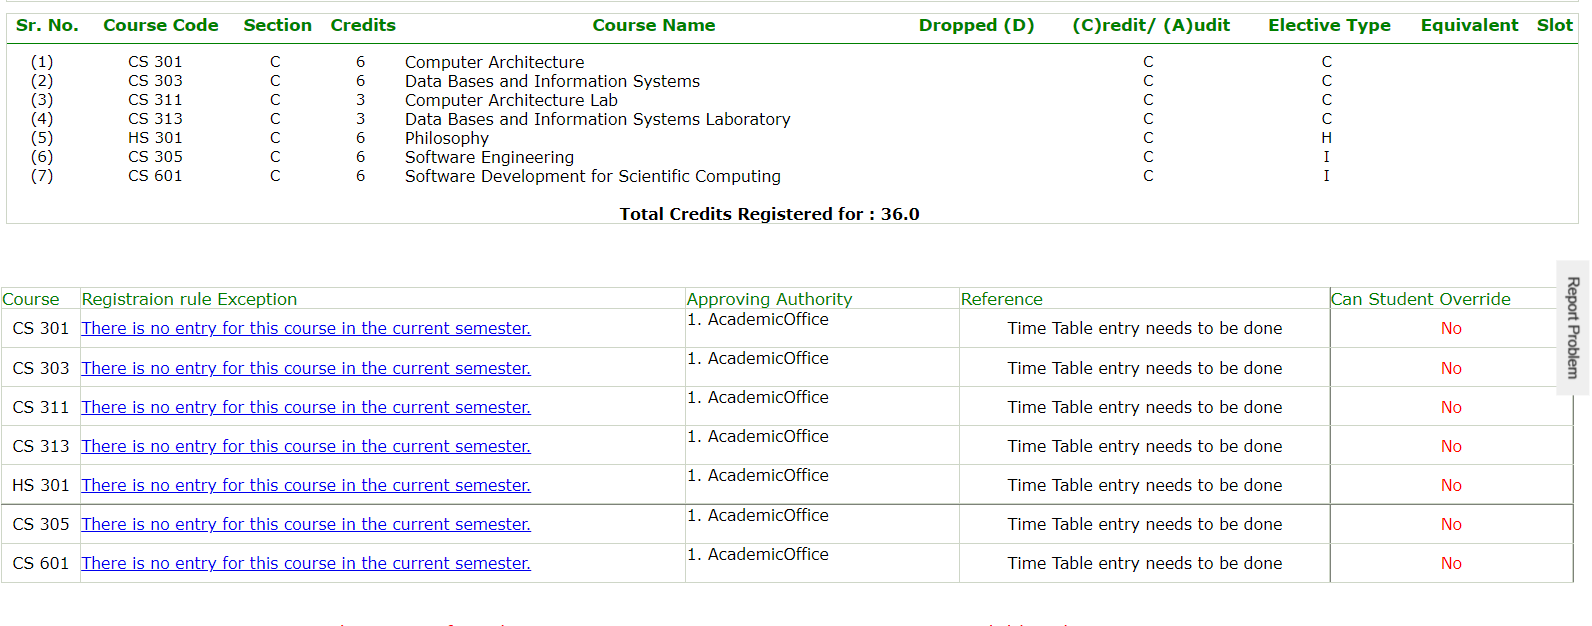 Sr. No. Course Code Section Credits Course Name Dropped (D) (C)redit/ (A)udit Elective Type Equivalent Slot
(1) CS 301 C 6 Computer Architecture C C
(2) CS 303 C 6 Data Bases and Information Systems C C
(3) CS 311 C 3 Computer Architecture Lab C C
(4) CS 313 C 3 Data Bases and Information Systems Laboratory C C
(5) HS 301 C 6 Philosophy C H
(6) CS 305 C 6 Software Engineering C I
(7) CS 601 C 6 Software Development for Scientific Computing C I
Total Credits Registered for : 36.0
Course Registraion rule Exception Approving Authority Reference Can Student Override
CS 301 There is no entry for this course in the current semester. 1. AcademicOffice Time Table entry needs to be done No
CS 303 There is no entry for this course in the current semester. 1. AcademicOffice Time Table entry needs to be done No
CS 311 There is no entry for this course in the current semester. 1. AcademicOffice Time Table entry needs to be done No
CS 313 There is no entry for this course in the current semester. 1. AcademicOffice Time Table entry needs to be done No
HS 301 There is no entry for this course in the current semester. 1. AcademicOffice Time Table entry needs to be done No
CS 305 There is no entry for this course in the current semester. 1. AcademicOffice Time Table entry needs to be done No
CS 601 There is no entry for this course in the current semester. 1. AcademicOffice Time Table entry needs to be done No
Report Problem